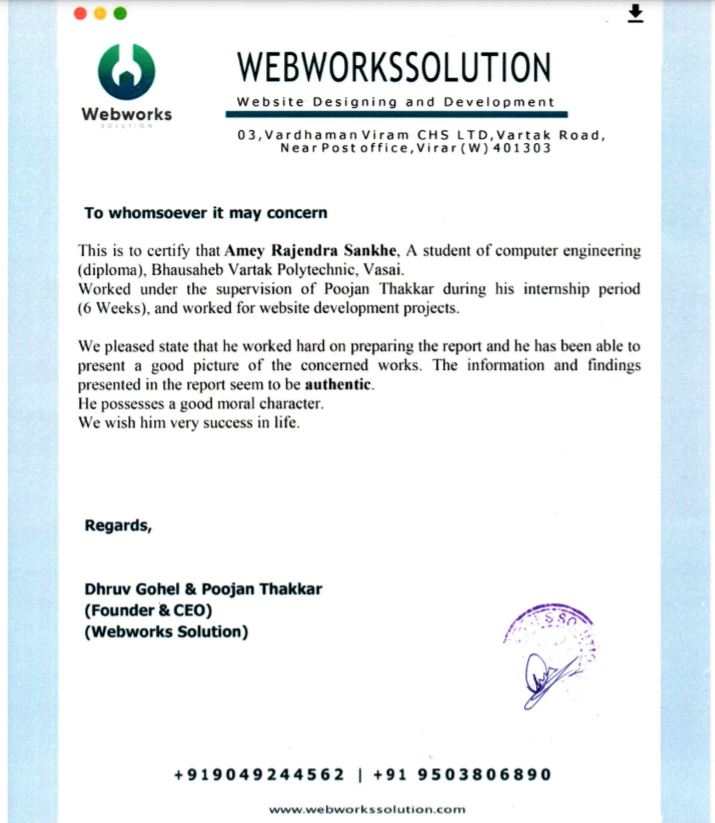 WEBWORKSSOLUTION
Website Designing and Development
Webworks
SOLUTION
03,Vardhaman Viram CHS LTD,Vartak Road,
Near Post office,Virar(W) 401303
To whomsoever it may concern
This is to certify that Amey Rajendra Sankhe, A student of computer engineering
(diploma), Bhausaheb Vartak Polytechnic, Vasai.
Worked under the supervision of Poojan Thakkar during his internship period
(6 Weeks), and worked for website development projects.
We pleased state that he worked hard on preparing the report and he has been able to
present a good picture of the concerned works. The information and findings
presented in the report seem to be authentic.
He possesses a good moral character.
We wish him very success in life.
Regards,
Dhruv Gohel & Poojan Thakkar
(Founder & CEO)
(Webworks Solution)
+919049244562 | +91 9503806890
www.webworkssolution.com